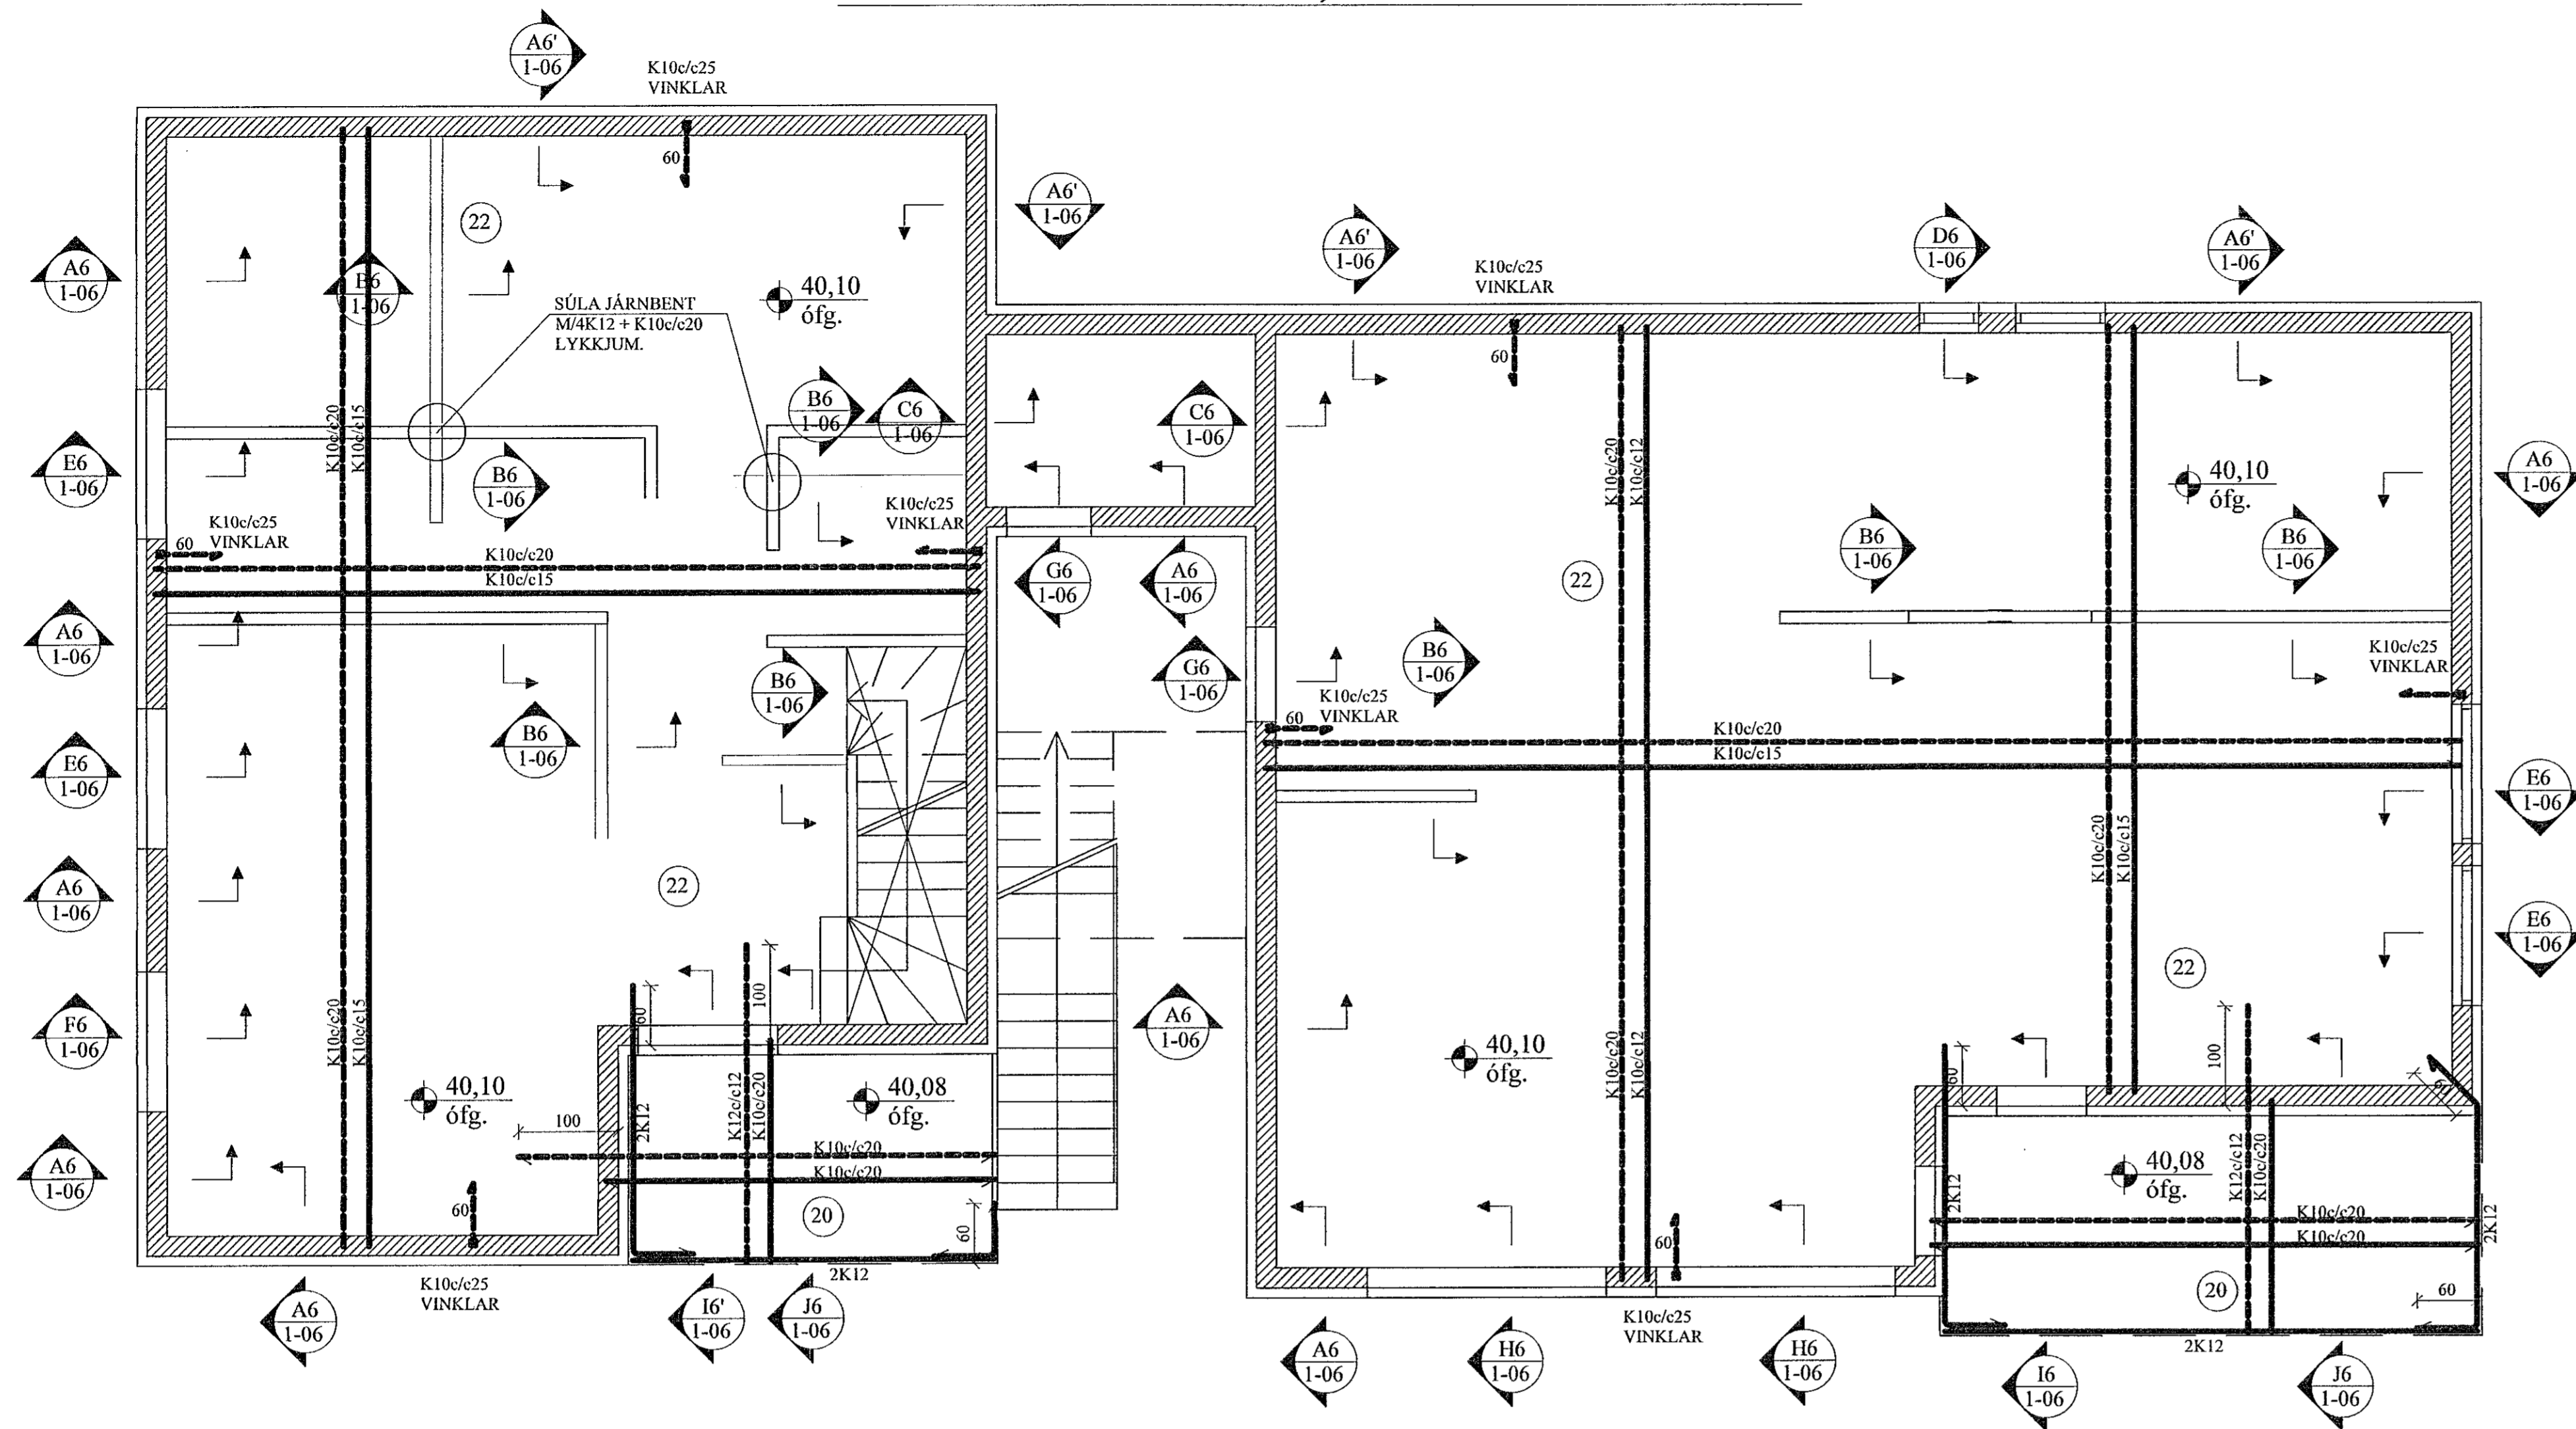 A6'
1-06
K10c/c25
VINKLAR
60
22
A6'
1-06
A6'
1-06
D6
1-06
A6'
1-06
A6
1-06
B6
1-06
40,10
ófg.
SÚLA JÁRNBENT
M/4K12 + K10c/c20
LYKKJUM.
K10c/c25
VINKLAR
60
B6
1-06
C6
1-06
C6
1-06
K10c/c20
K10c/c15
K10c/c20
K10c/c12
E6
1-06
B6
1-06
40,10
ófg.
A6
1-06
K10c/c25
VINKLAR
60
K10c/c25
VINKLAR
K10c/c20
K10c/c15
G6
1-06
A6
1-06
22
B6
1-06
B6
1-06
A6
1-06
B6
1-06
G6
1-06
B6
1-06
K10c/c25
VINKLAR
K10c/c25
VINKLAR
60
K10c/c20
K10c/c15
E6
1-06
B6
1-06
E6
1-06
K10c/c20
K10c/c15
A6
1-06
22
E6
1-06
22
F6
1-06
K10c/c20
K10c/c15
60
100
A6
1-06
40,10
ófg.
K10c/c20
K10c/c12
60
100
60
40,10
ófg.
100
2K12
K12c/c12
K10c/c20
40,08
ófg.
K10c/c20
K10c/c20
A6
1-06
60
20
60
2K12
40,08
ófg.
K12c/c12
K10c/c20
K10c/c20
K10c/c20
2K12
60
20
60
K10c/c25
VINKLAR
2K12
A6
1-06
I6'
1-06
J6
1-06
K10c/c25
VINKLAR
2K12
A6
1-06
H6
1-06
H6
1-06
I6
1-06
J6
1-06